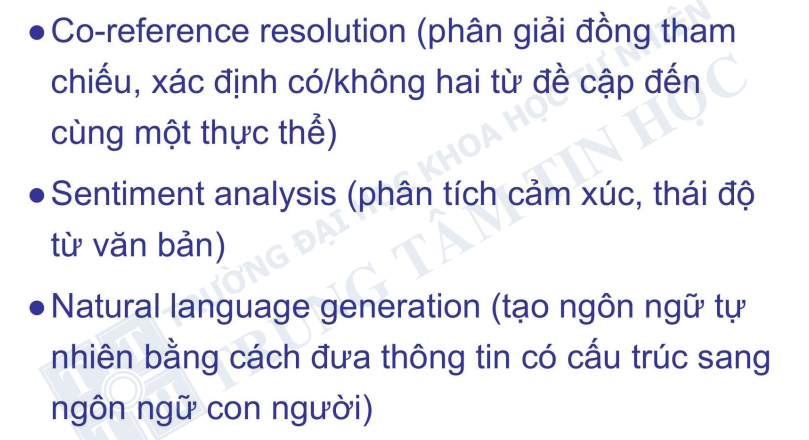 ● Co-reference resolution (phân giải đồng tham
chiếu, xác định có/không hai từ đề cập đến
cùng một thực thể)
● Sentiment analysis (phân tích cảm xúc, thái độ
từ văn bản)
● Natural language generation (tạo ngôn ngữ tự
nhiên bằng cách đưa thông tin có cấu trúc sang
ngôn ngữ con người)
TRƯỜNG ĐẠI HỌC KHOA HỌC TỰ NHIÊN
TRUNG TÂM TIN HỌC